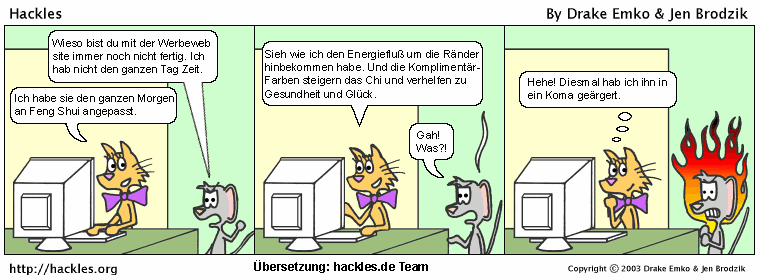 Hackles
By Drake Emko & Jen Brodzik
Wieso bist du mit der Werbeweb
site immer noch nicht fertig. Ich
hab nicht den ganzen Tag Zeit.
Ich habe sie den ganzen Morgen
an Feng Shui angepasst.
Sieh wie ich den Energiefluß um die Ränder
hinbekommen habe. Und die Komplimentär-
Farben steigern das Chi und verhelfen zu
Gesundheit und Glück.
Gah!
Was?!
Hehe! Diesmal hab ich ihn in
ein Koma geärgert.
http://hackles.org
Übersetzung: hackles.de Team
Copyright © 2003 Drake Emko & Jen Brodzik